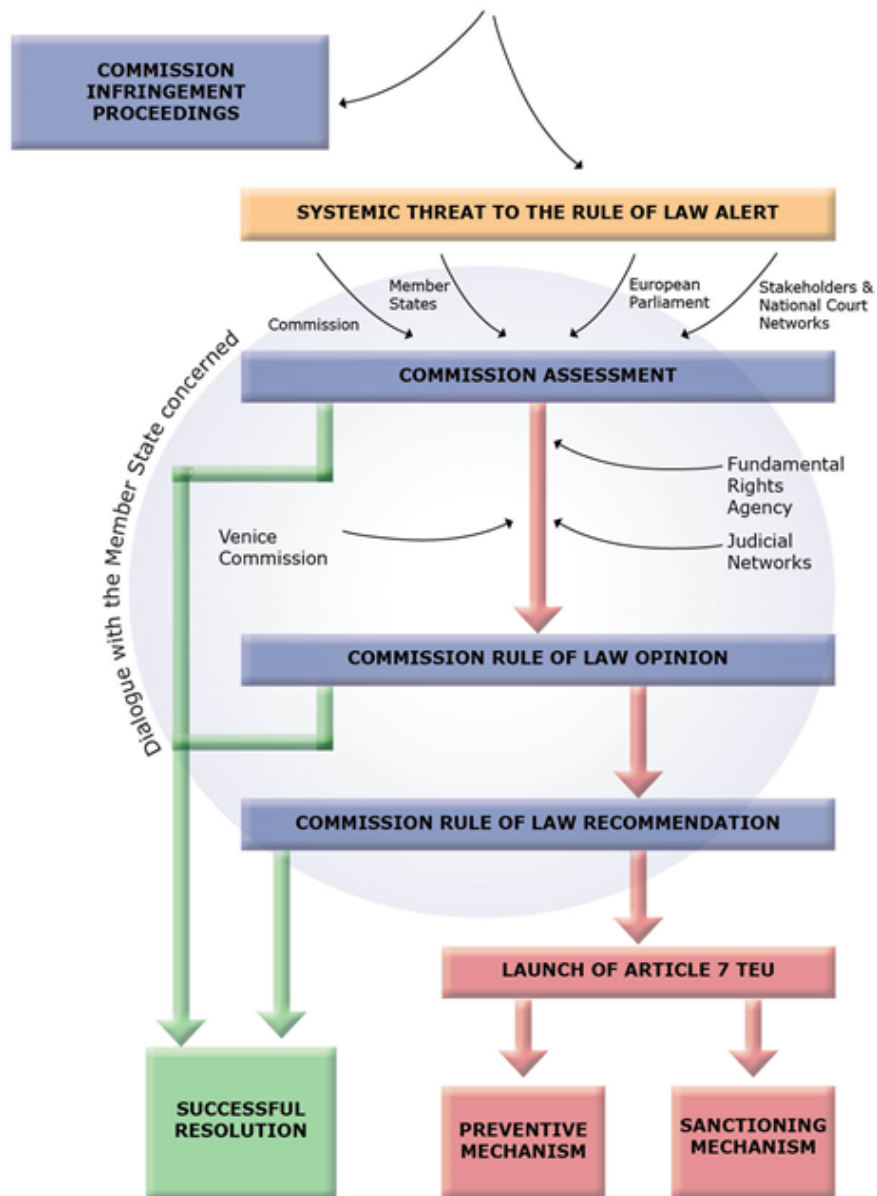 COMMISSION
INFRINGEMENT
PROCEEDINGS
SYSTEMIC THREAT TO THE RULE OF LAW ALERT
Commission
Member
States
European
Parliament
Stakeholders &
National Court
Networks
Dialogue with the Member State concerned
COMMISSION ASSESSMENT
Fundamental
Rights
Agency
Venice
Commission
Judicial
Networks
COMMISSION RULE OF LAW OPINION
COMMISSION RULE OF LAW RECOMMENDATION
LAUNCH OF ARTICLE 7 TEU
SUCCESSFUL
RESOLUTION
PREVENTIVE
MECHANISM
SANCTIONING
MECHANISM